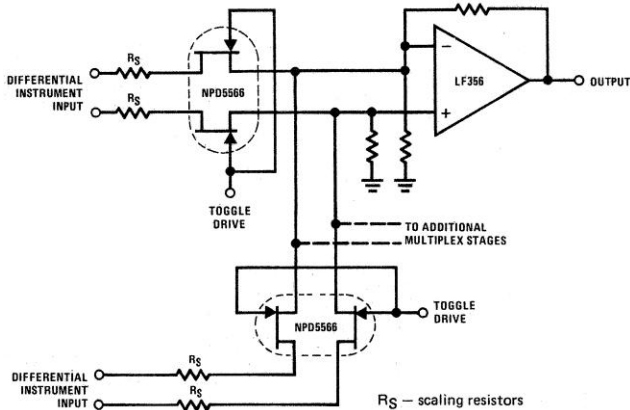 RS
DIFFERENTIAL
INSTRUMENT
INPUT
RS
NPD5566
TOGGLE
DRIVE
−
LF356
+
OUTPUT
TO ADDITIONAL
MULTIPLEX STAGES
NPD5566
TOGGLE
DRIVE
RS
DIFFERENTIAL
INSTRUMENT
INPUT
RS
RS – scaling resistors